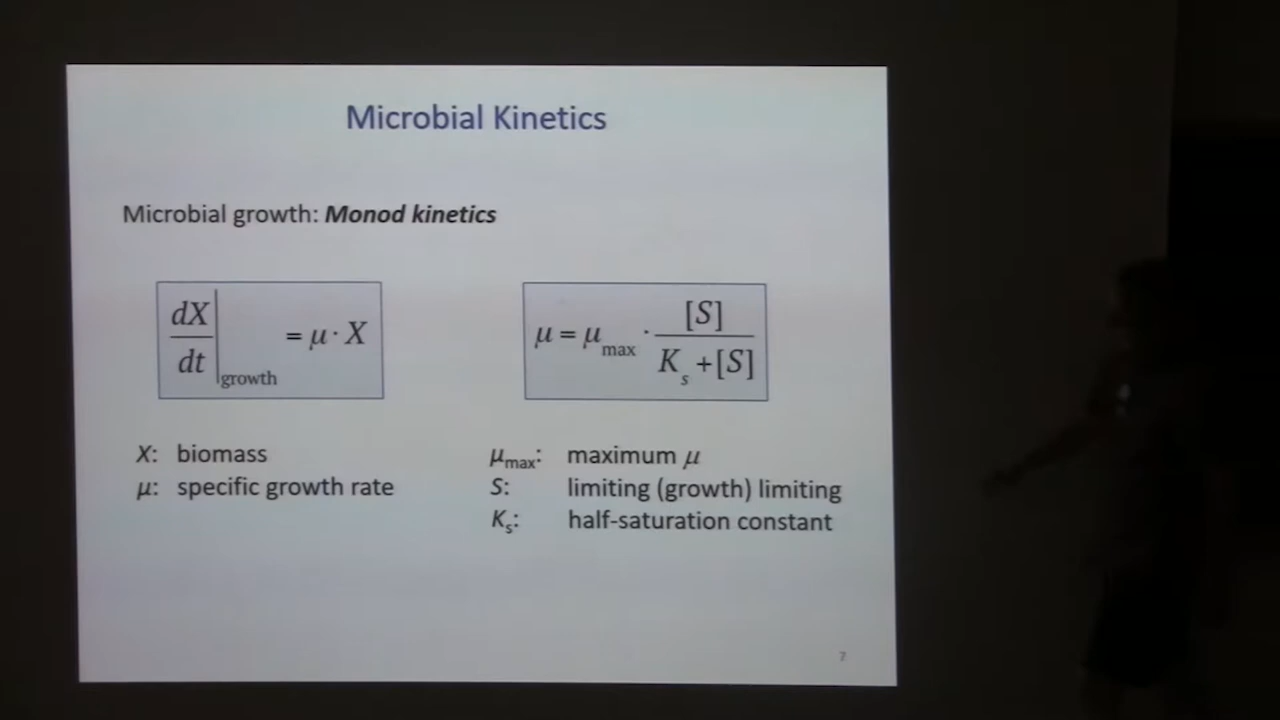 Microbial Kinetics
Microbial growth: Monod kinetics
dX/dt|growth = μ · X
μ = μmax · [S]/(Ks+[S])
X: biomass
μ: specific growth rate
μmax: maximum μ
S: limiting (growth) limiting
Ks: half-saturation constant
7